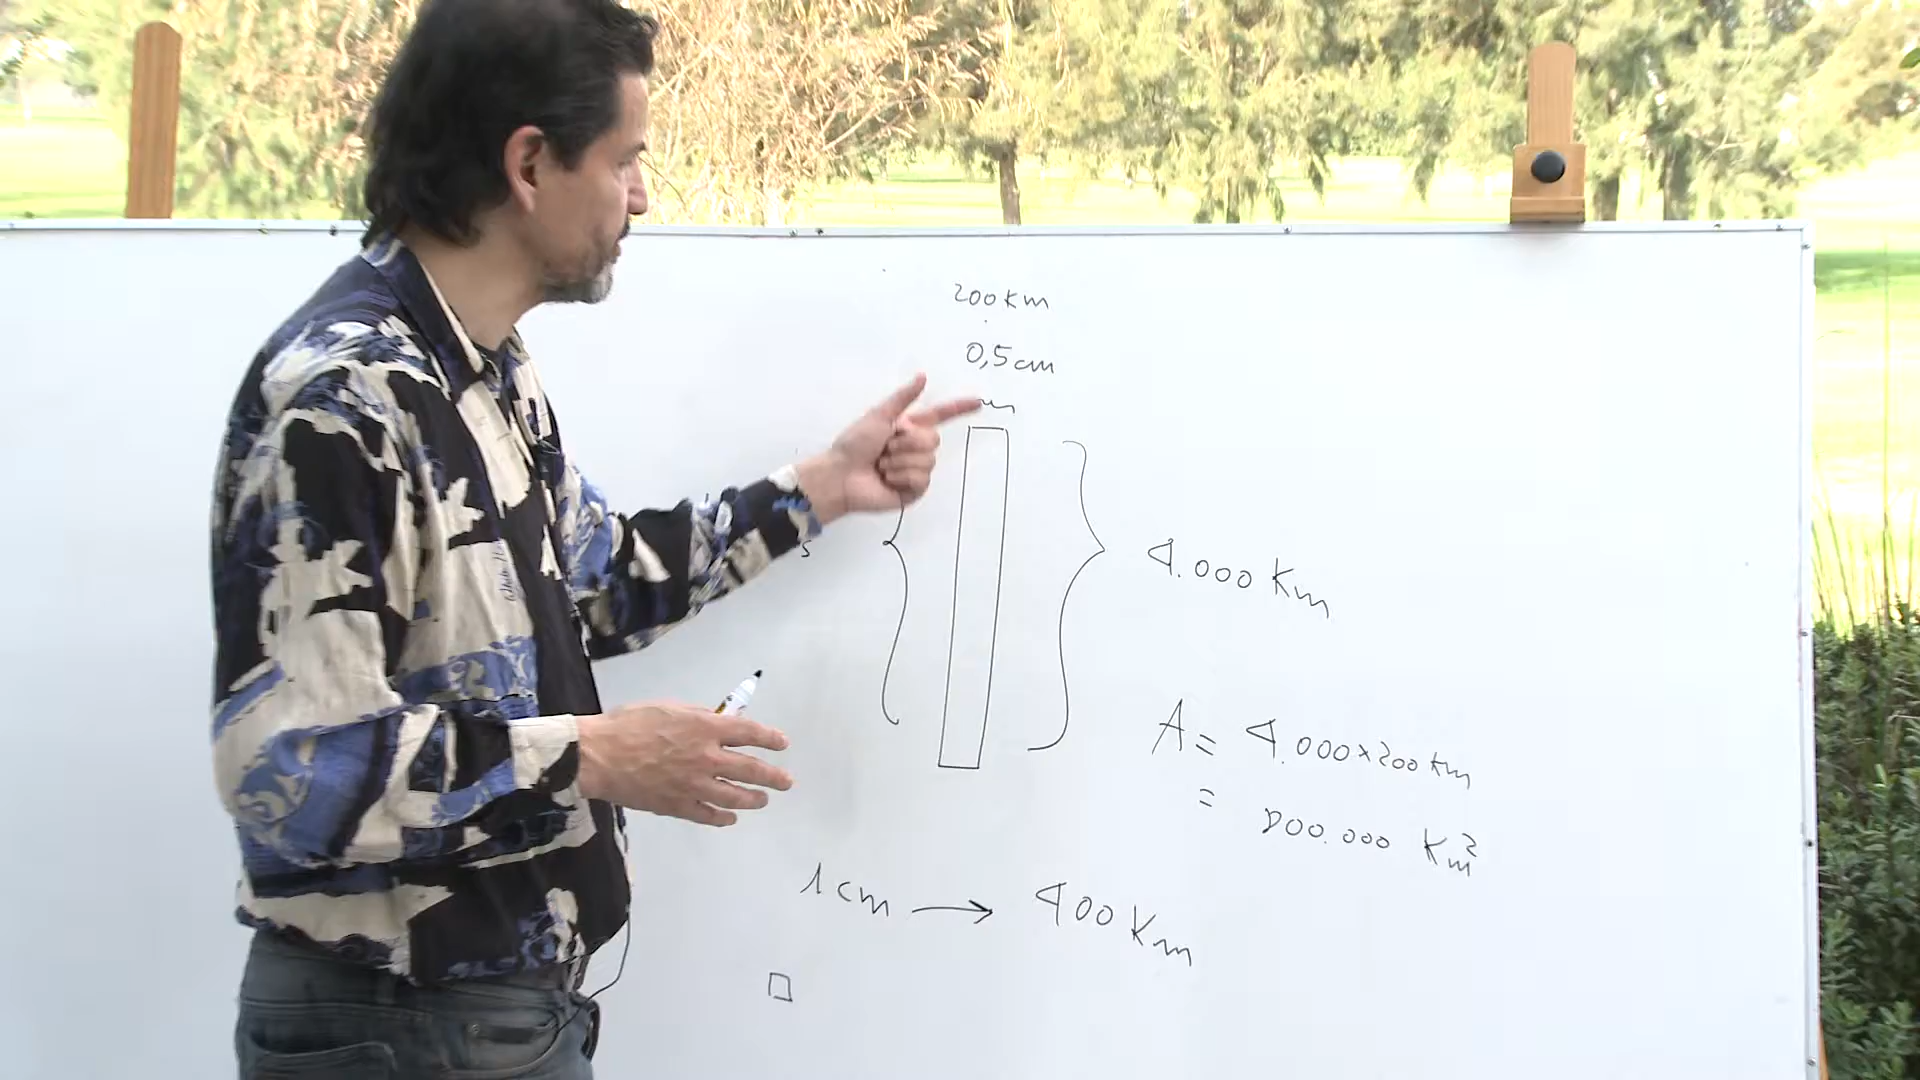 200 Km
0,5 cm
4.000 Km
A = 4.000 x 200 km
= 800.000 Km²
1 cm → 400 Km